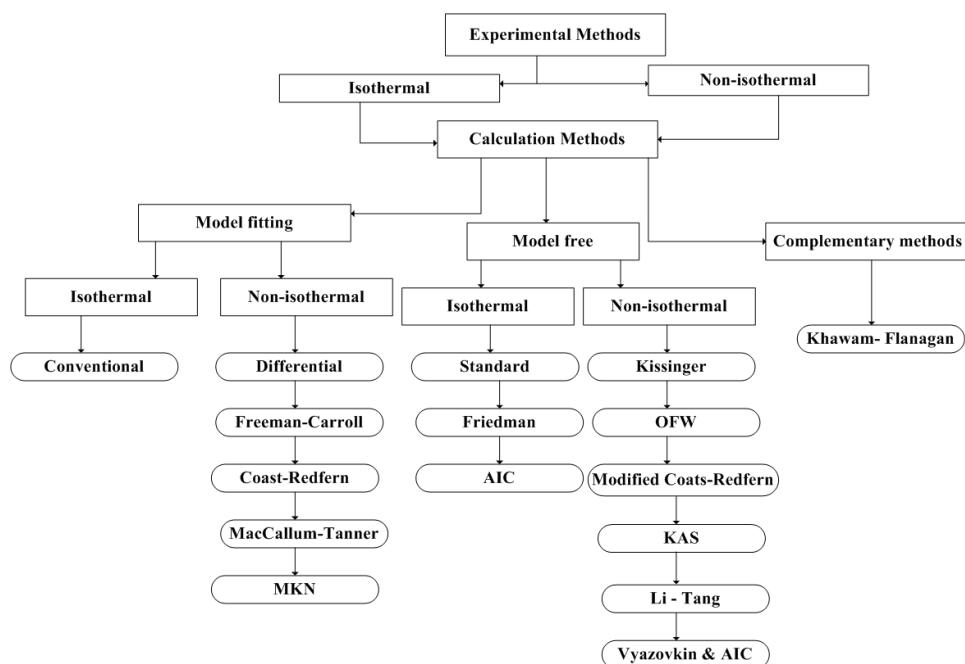 Experimental Methods
Isothermal
Non-isothermal
Calculation Methods
Model fitting
Model free
Complementary methods
Isothermal
Non-isothermal
Isothermal
Non-isothermal
Khawam- Flanagan
Conventional
Differential
Standard
Kissinger
Freeman-Carroll
Friedman
OFW
Coast-Redfern
AIC
Modified Coats-Redfern
MacCallum-Tanner
KAS
MKN
Li - Tang
Vyazovkin & AIC